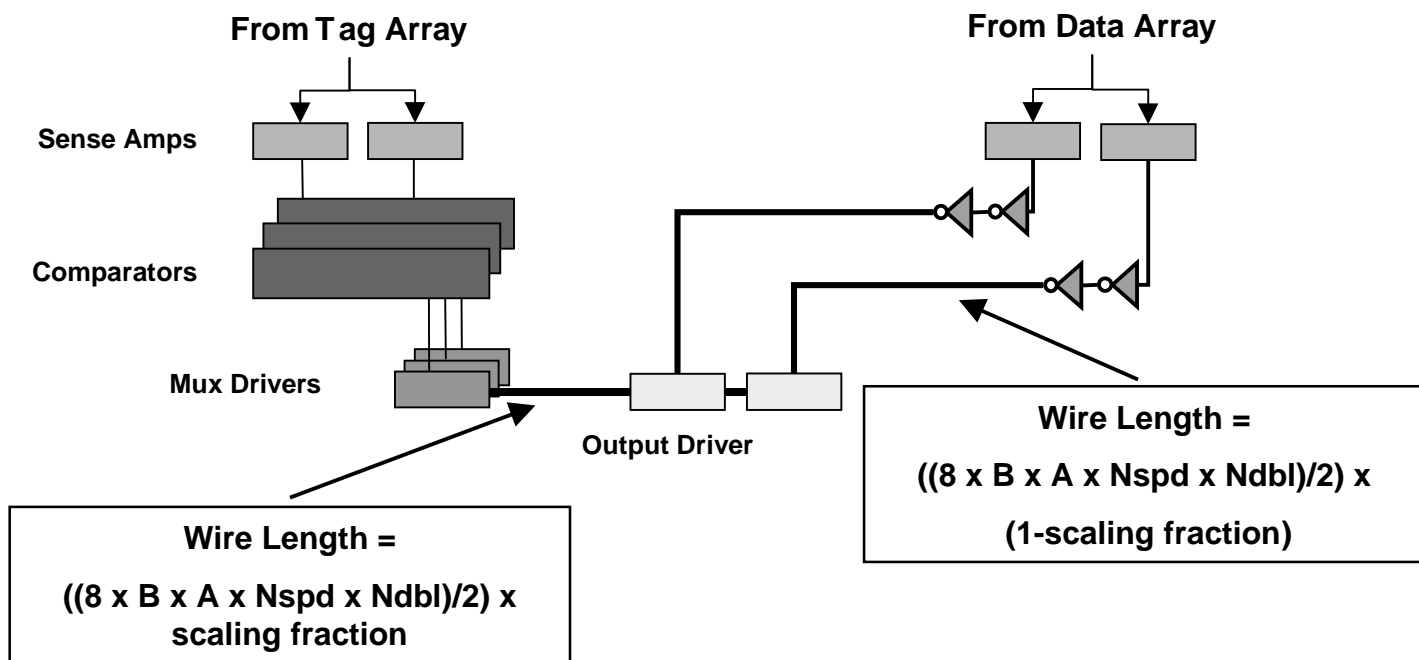 From Tag Array
From Data Array
Sense Amps
Comparators
Mux Drivers
Output Driver
Wire Length =
((8 x B x A x Nspd x Ndbl)/2) x
(1-scaling fraction)
Wire Length =
((8 x B x A x Nspd x Ndbl)/2) x
scaling fraction